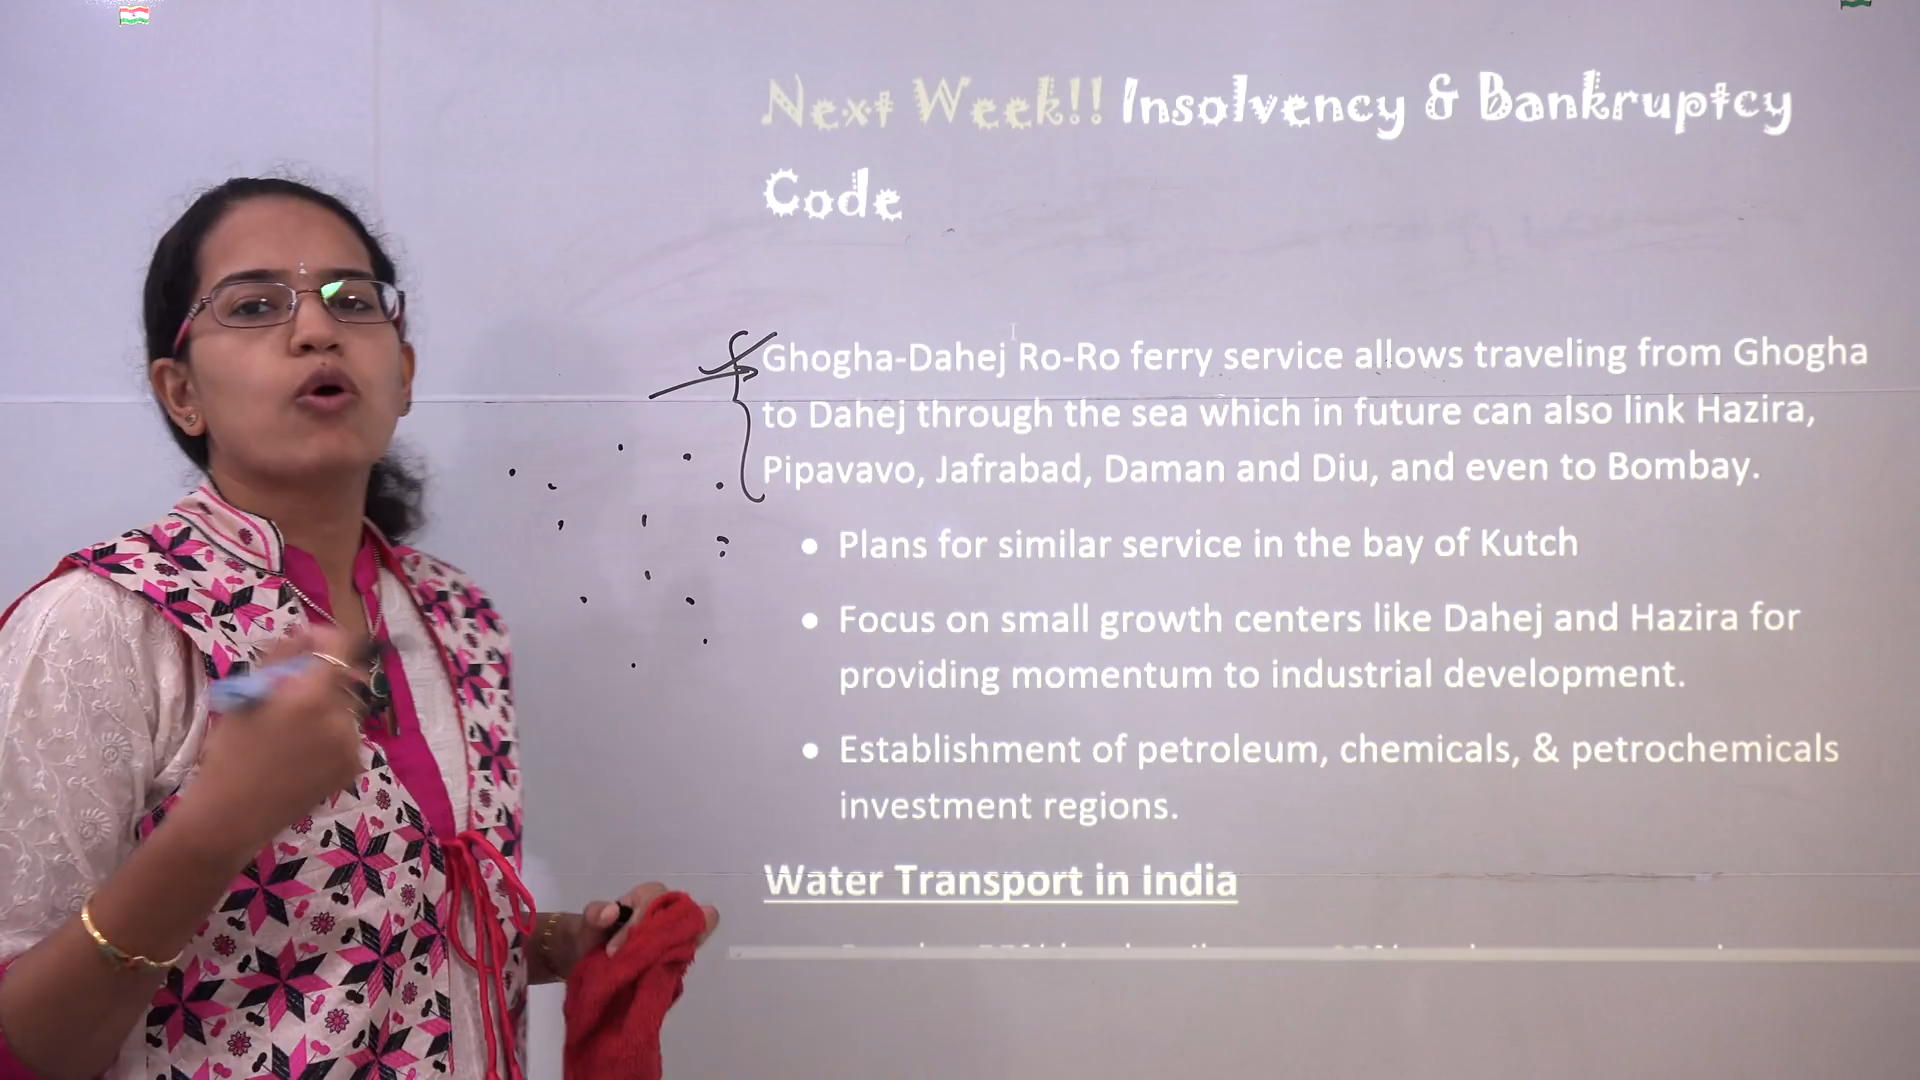 Next Week!! Insolvency & Bankruptcy
Code
Ghogha-Dahej Ro-Ro ferry service allows traveling from Ghogha
to Dahej through the sea which in future can also link Hazira,
Pipavavo, Jafrabad, Daman and Diu, and even to Bombay.
• Plans for similar service in the bay of Kutch
• Focus on small growth centers like Dahej and Hazira for
providing momentum to industrial development.
• Establishment of petroleum, chemicals, & petrochemicals
investment regions.
Water Transport in India